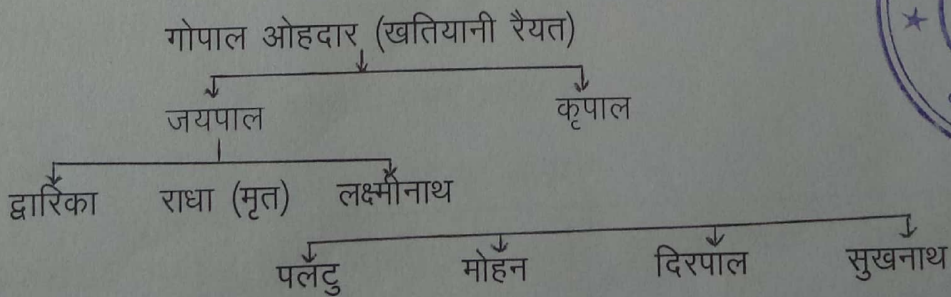 गोपाल ओहदार (खतियानी रैयत)
जयपाल कृपाल
द्वारिका राधा (मृत) लक्ष्मीनाथ
पलटु मोहन दिरपाल सुखनाथ